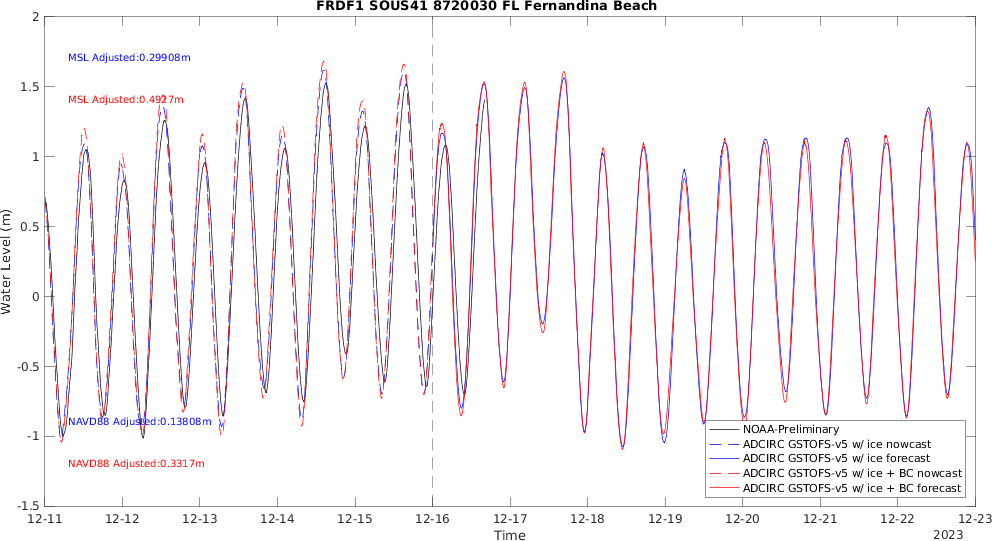 FRDF1 SOUS41 8720030 FL Fernandina Beach
2
1.5
1
0.5
0
-0.5
-1
-1.5
Water Level (m)
MSL Adjusted:0.29908m
MSL Adjusted:0.4927m
NAVD88 Adjusted:0.13808m
NAVD88 Adjusted:0.3317m
NOAA-Preliminary
ADCIRC GSTOFS-v5 w/ ice nowcast
ADCIRC GSTOFS-v5 w/ ice forecast
ADCIRC GSTOFS-v5 w/ ice + BC nowcast
ADCIRC GSTOFS-v5 w/ ice + BC forecast
12-11 12-12 12-13 12-14 12-15 12-16 12-17 12-18 12-19 12-20 12-21 12-22 12-23
Time
2023